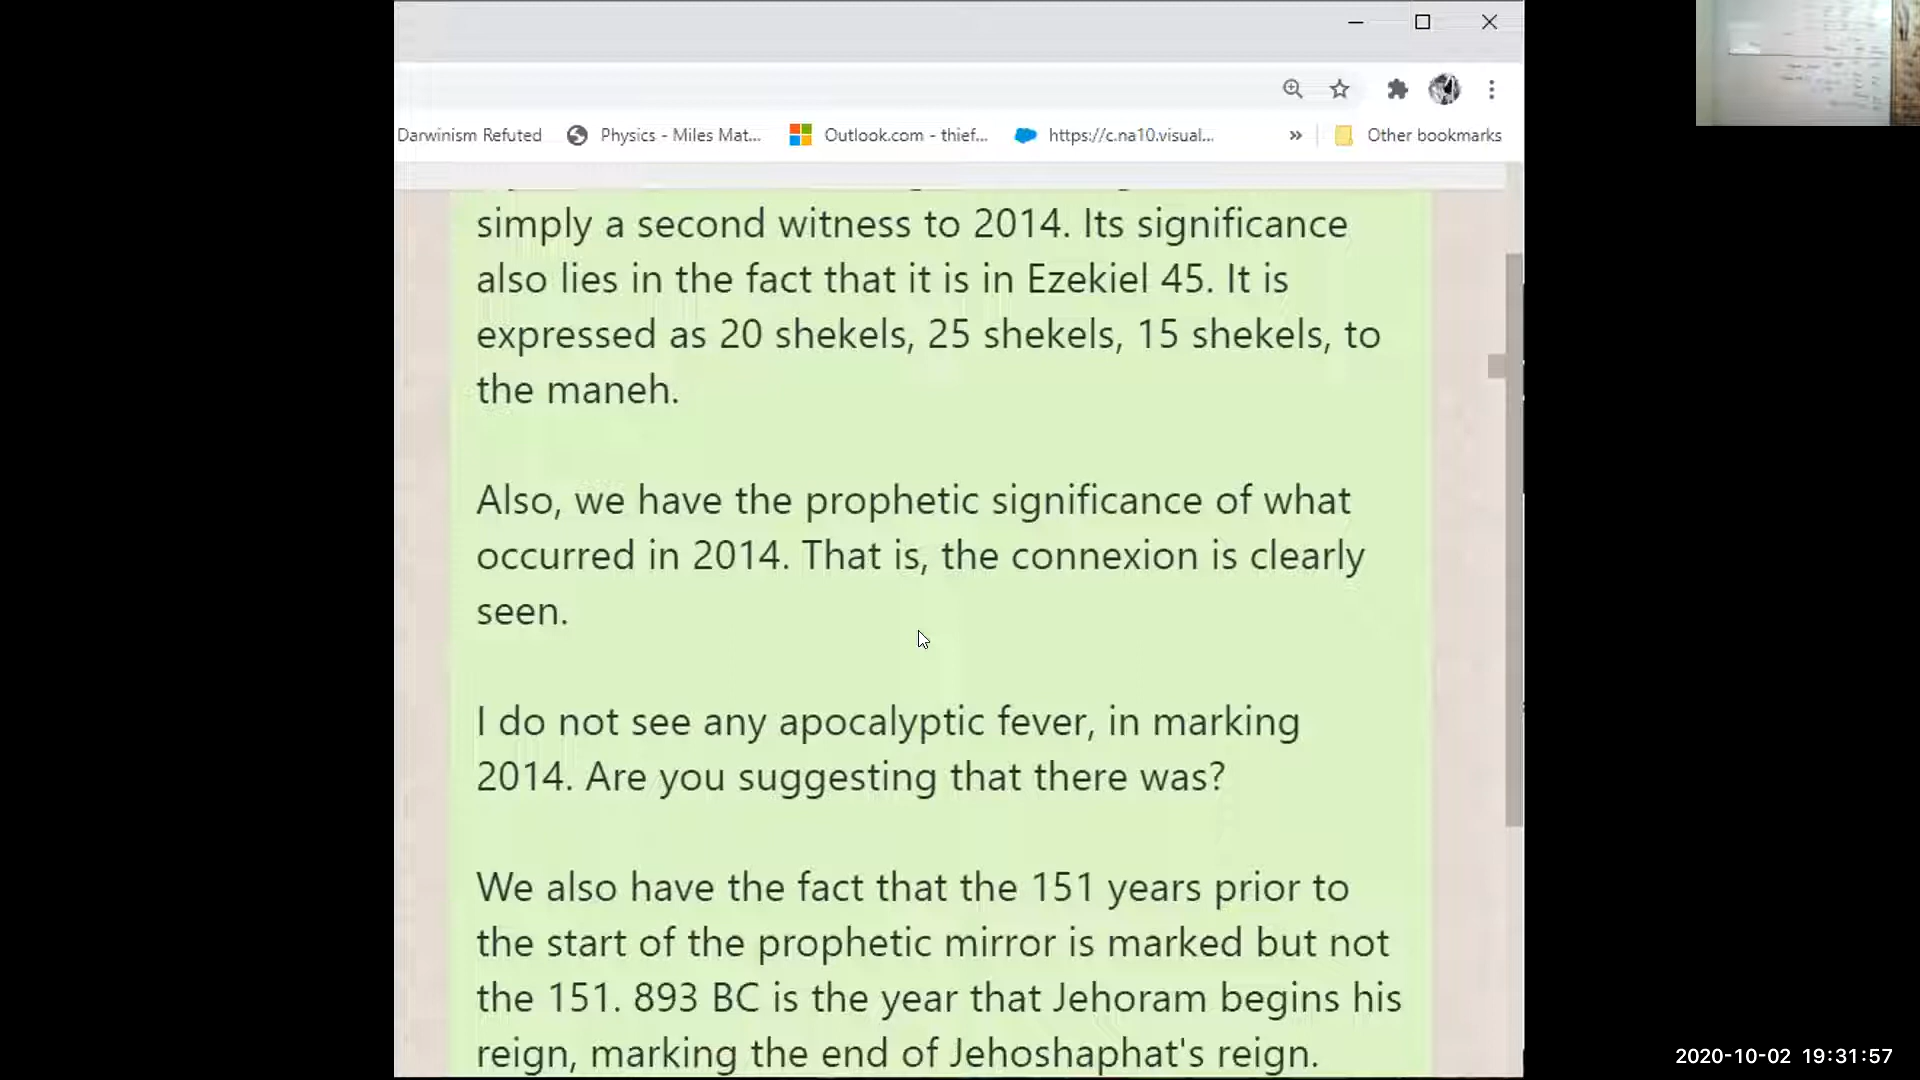 Darwinism Refuted Physics - Miles Mat... Outlook.com - thief... https://c.na10.visual... » Other bookmarks
simply a second witness to 2014. Its significance
also lies in the fact that it is in Ezekiel 45. It is
expressed as 20 shekels, 25 shekels, 15 shekels, to
the maneh.
Also, we have the prophetic significance of what
occurred in 2014. That is, the connexion is clearly
seen.
I do not see any apocalyptic fever, in marking
2014. Are you suggesting that there was?
We also have the fact that the 151 years prior to
the start of the prophetic mirror is marked but not
the 151. 893 BC is the year that Jehoram begins his
reign, marking the end of Jehoshaphat's reign.
2020-10-02 19:31:57